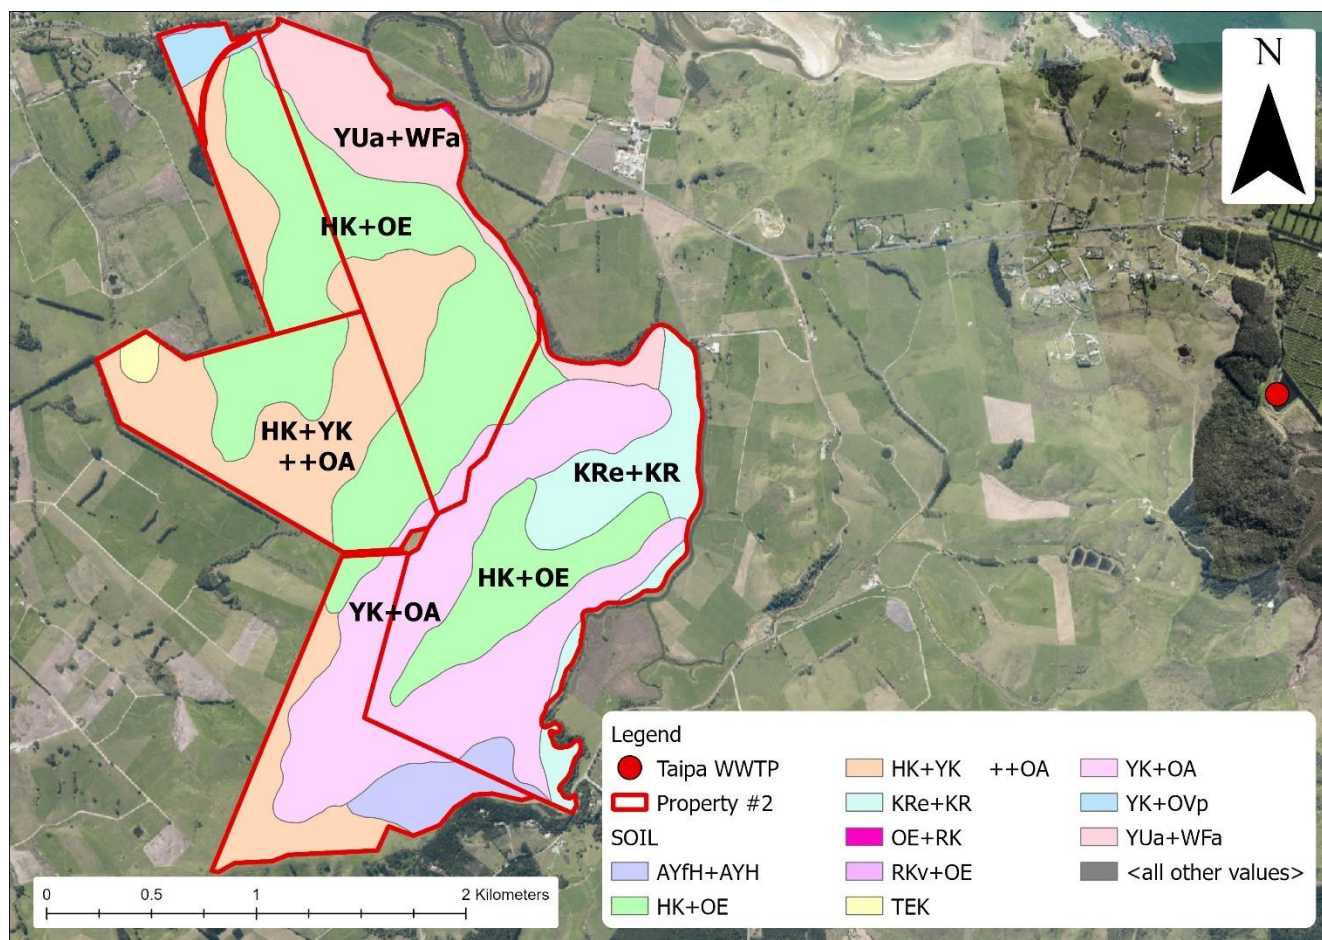 N
YUa+WFa
HK+OE
HK+YK
++OA
KRe+KR
HK+OE
YK+OA
Legend
Taipa WWTP
Property #2
SOIL
AYfH+AYH
HK+OE
HK+YK ++OA
KRe+KR
OE+RK
RKv+OE
TEK
YK+OA
YK+OVp
YUa+WFa
<all other values>
0 0.5 1 2 Kilometers